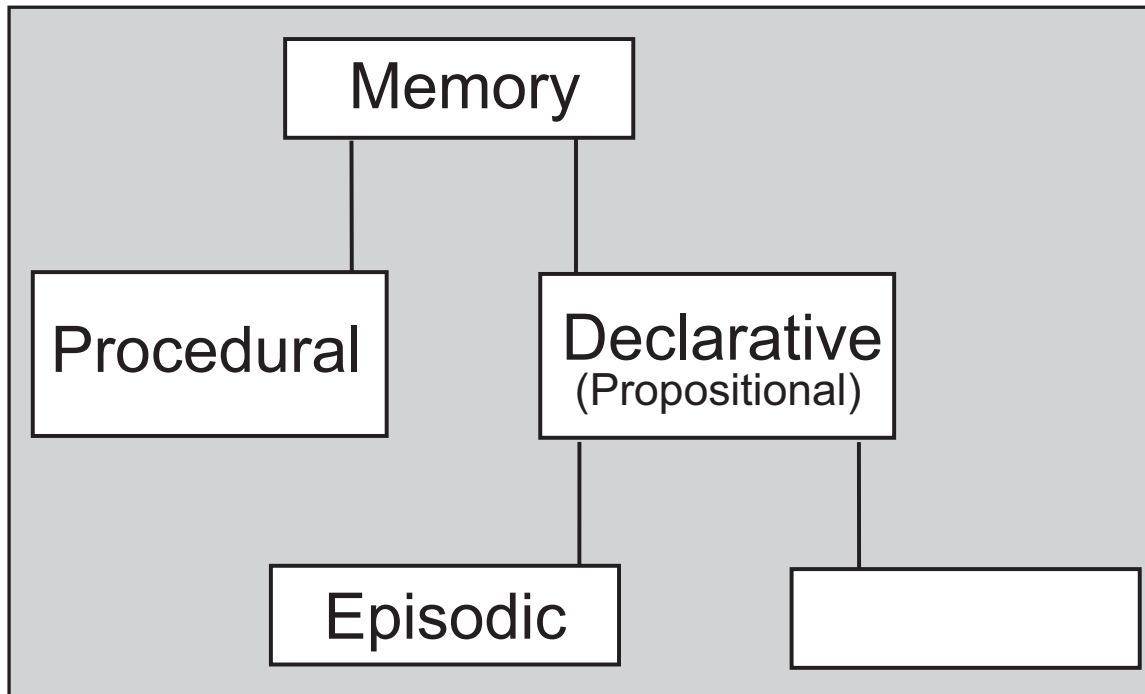 Memory
Procedural
Declarative
(Propositional)
Episodic